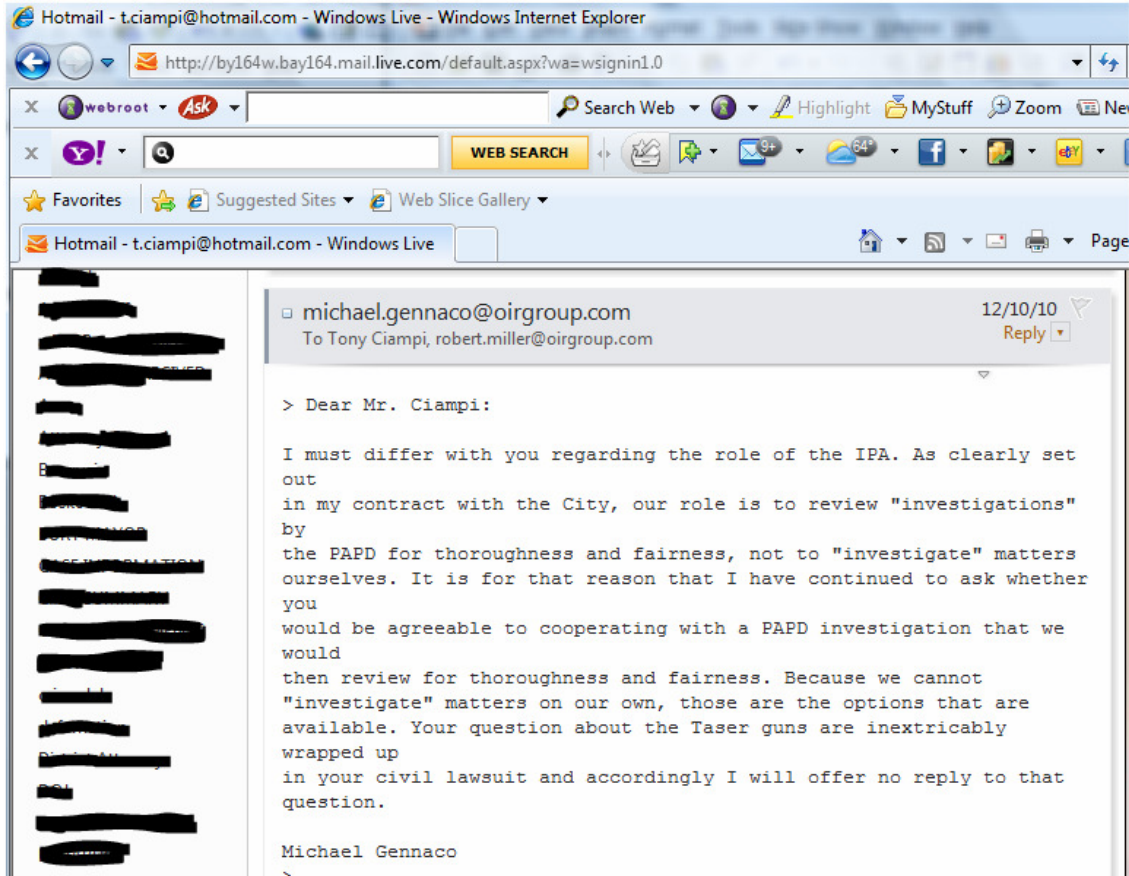 Hotmail - t.ciampi@hotmail.com - Windows Live - Windows Internet Explorer
http://by164w.bay164.mail.live.com/default.aspx?wa=wsignin1.0
x webroot Ask Search Web Highlight MyStuff Zoom Ne
x Y! WEB SEARCH 9+ 64° f ebY
Favorites Suggested Sites Web Slice Gallery
Hotmail - t.ciampi@hotmail.com - Windows Live Page
michael.gennaco@oirgroup.com 12/10/10
To Tony Ciampi, robert.miller@oirgroup.com Reply
> Dear Mr. Ciampi:
I must differ with you regarding the role of the IPA. As clearly set
out
in my contract with the City, our role is to review "investigations"
by
the PAPD for thoroughness and fairness, not to "investigate" matters
ourselves. It is for that reason that I have continued to ask whether
you
would be agreeable to cooperating with a PAPD investigation that we
would
then review for thoroughness and fairness. Because we cannot
"investigate" matters on our own, those are the options that are
available. Your question about the Taser guns are inextricably
wrapped up
in your civil lawsuit and accordingly I will offer no reply to that
question.
Michael Gennaco
>